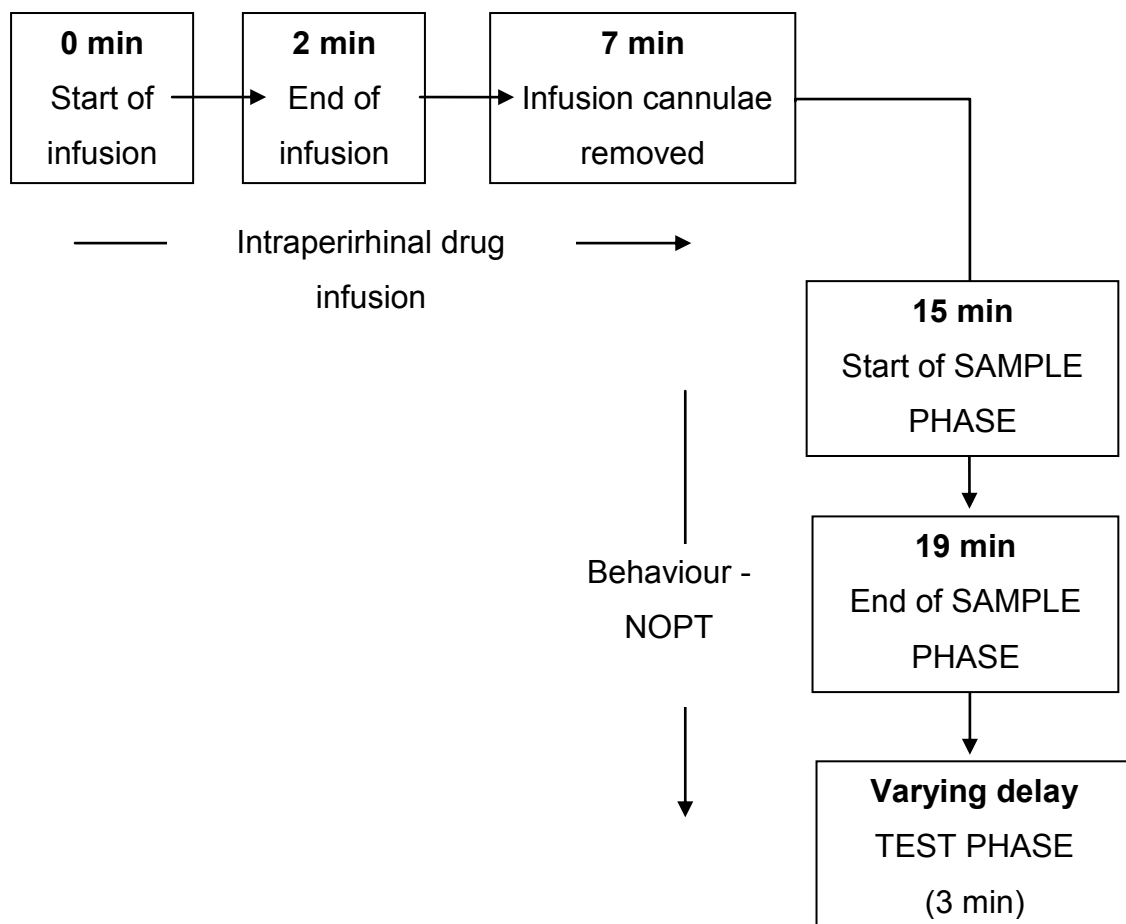 0 min
Start of
infusion
2 min
End of
infusion
7 min
Infusion cannulae
removed
Intraperirhinal drug
infusion
15 min
Start of SAMPLE
PHASE
Behaviour -
NOPT
19 min
End of SAMPLE
PHASE
Varying delay
TEST PHASE
(3 min)